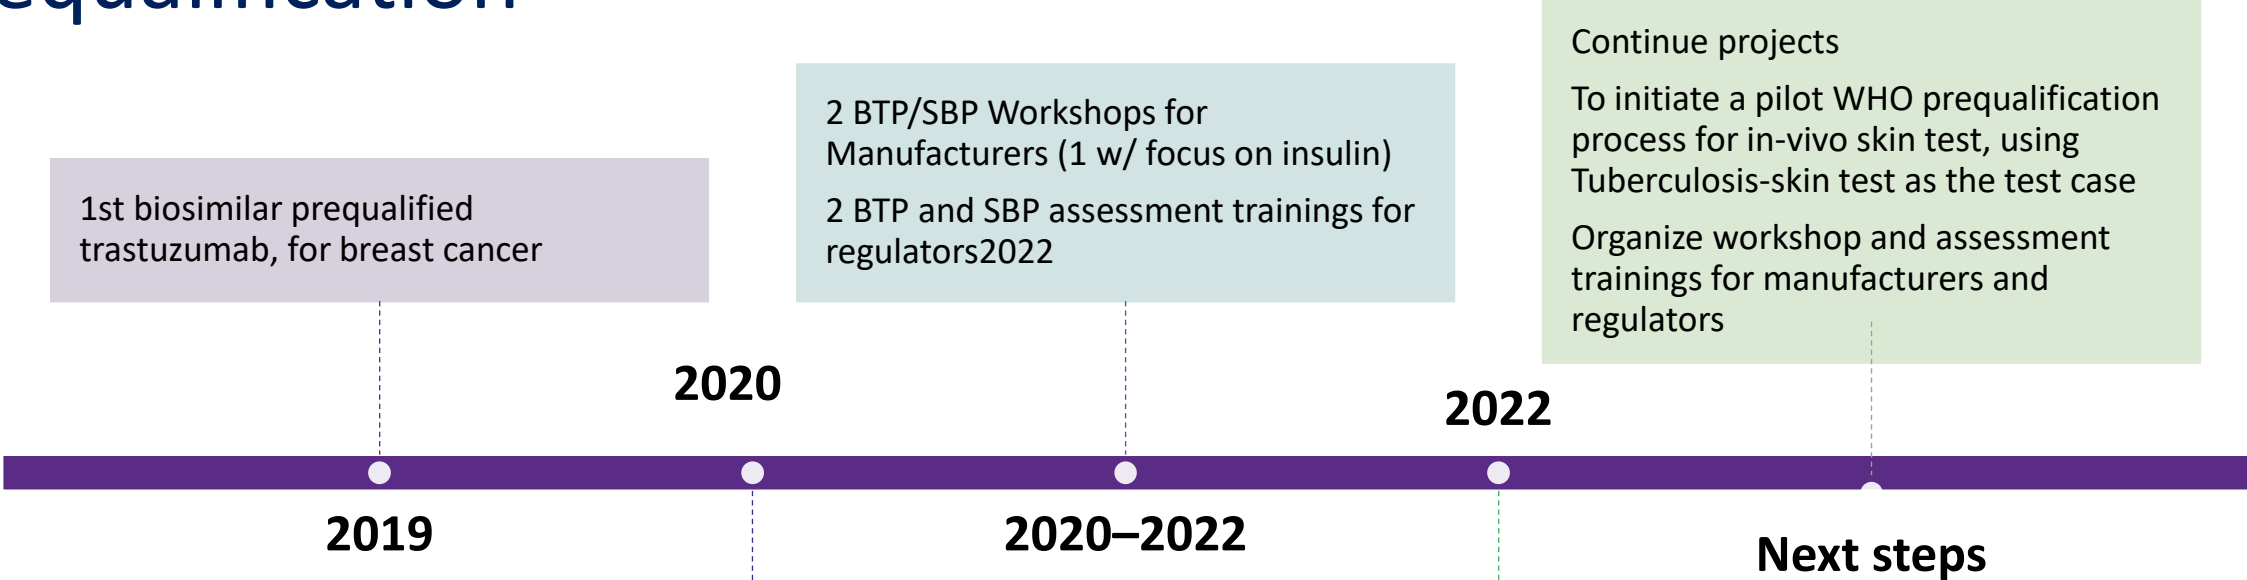 equalification
1st biosimilar prequalified
trastuzumab, for breast cancer
2 BTP/SBP Workshops for
Manufacturers (1 w/ focus on insulin)
2 BTP and SBP assessment trainings for
regulators2022
Continue projects
To initiate a pilot WHO prequalification
process for in-vivo skin test, using
Tuberculosis-skin test as the test case
Organize workshop and assessment
trainings for manufacturers and
regulators
2020
2022
2019
2020–2022
Next steps